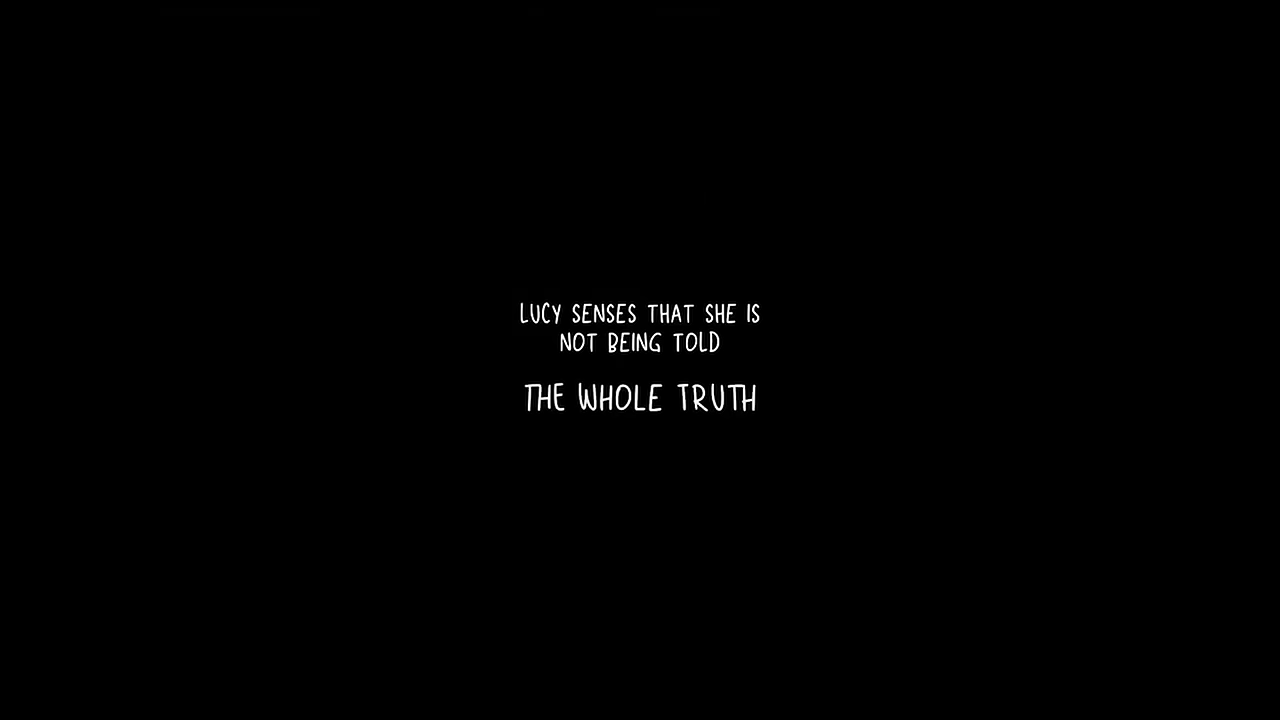 LUCY SENSES THAT SHE IS
NOT BEING TOLD
THE WHOLE TRUTH